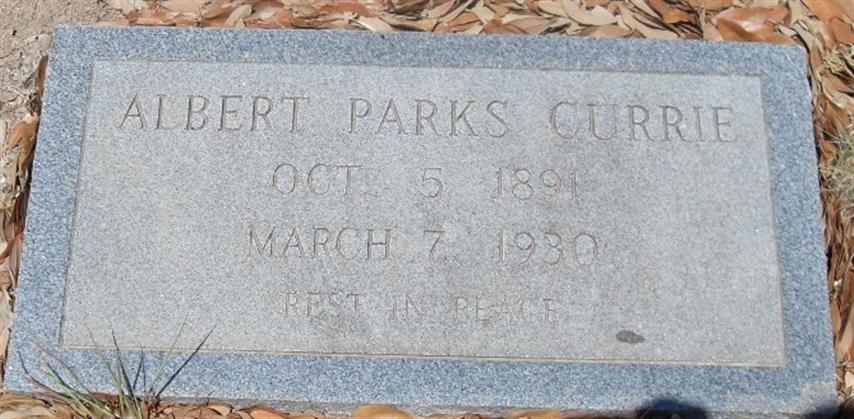 ALBERT PARKS CURRIE
OCT. 5, 1891
MARCH 7, 1930
REST IN PEACE